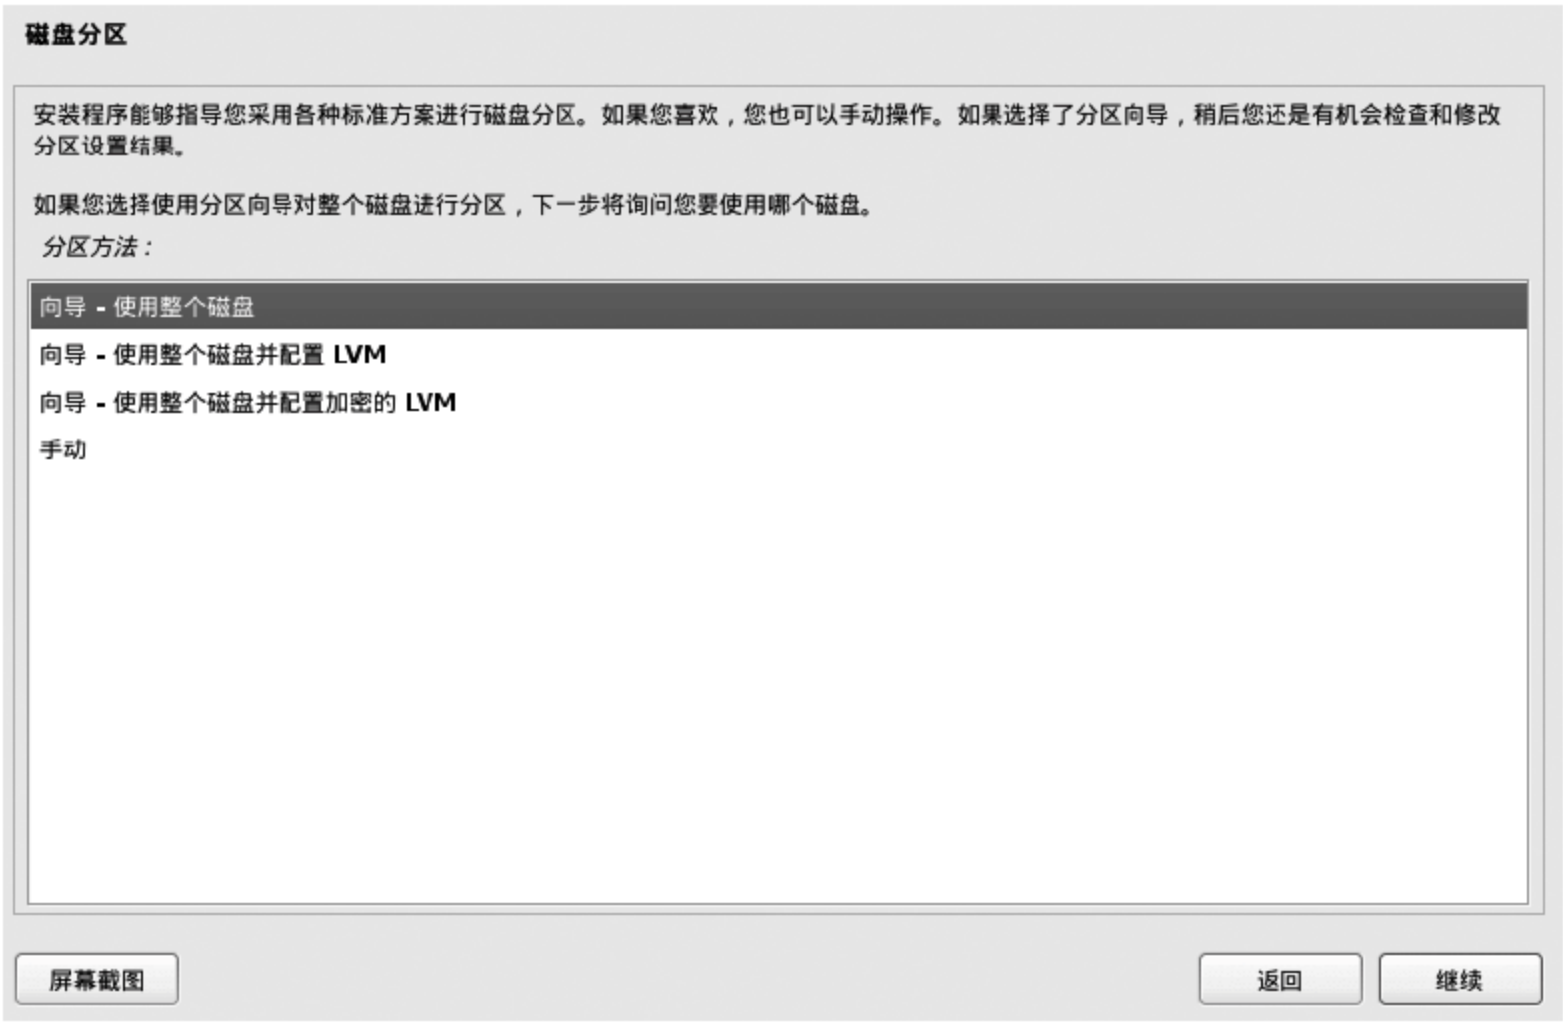 磁盘分区
安装程序能够指导您采用各种标准方案进行磁盘分区。如果您喜欢，您也可以手动操作。如果选择了分区向导，稍后您还是有机会检查和修改
分区设置结果。
如果您选择使用分区向导对整个磁盘进行分区，下一步将询问您要使用哪个磁盘。
分区方法：
向导 - 使用整个磁盘
向导 - 使用整个磁盘并配置 LVM
向导 - 使用整个磁盘并配置加密的 LVM
手动
屏幕截图
返回
继续